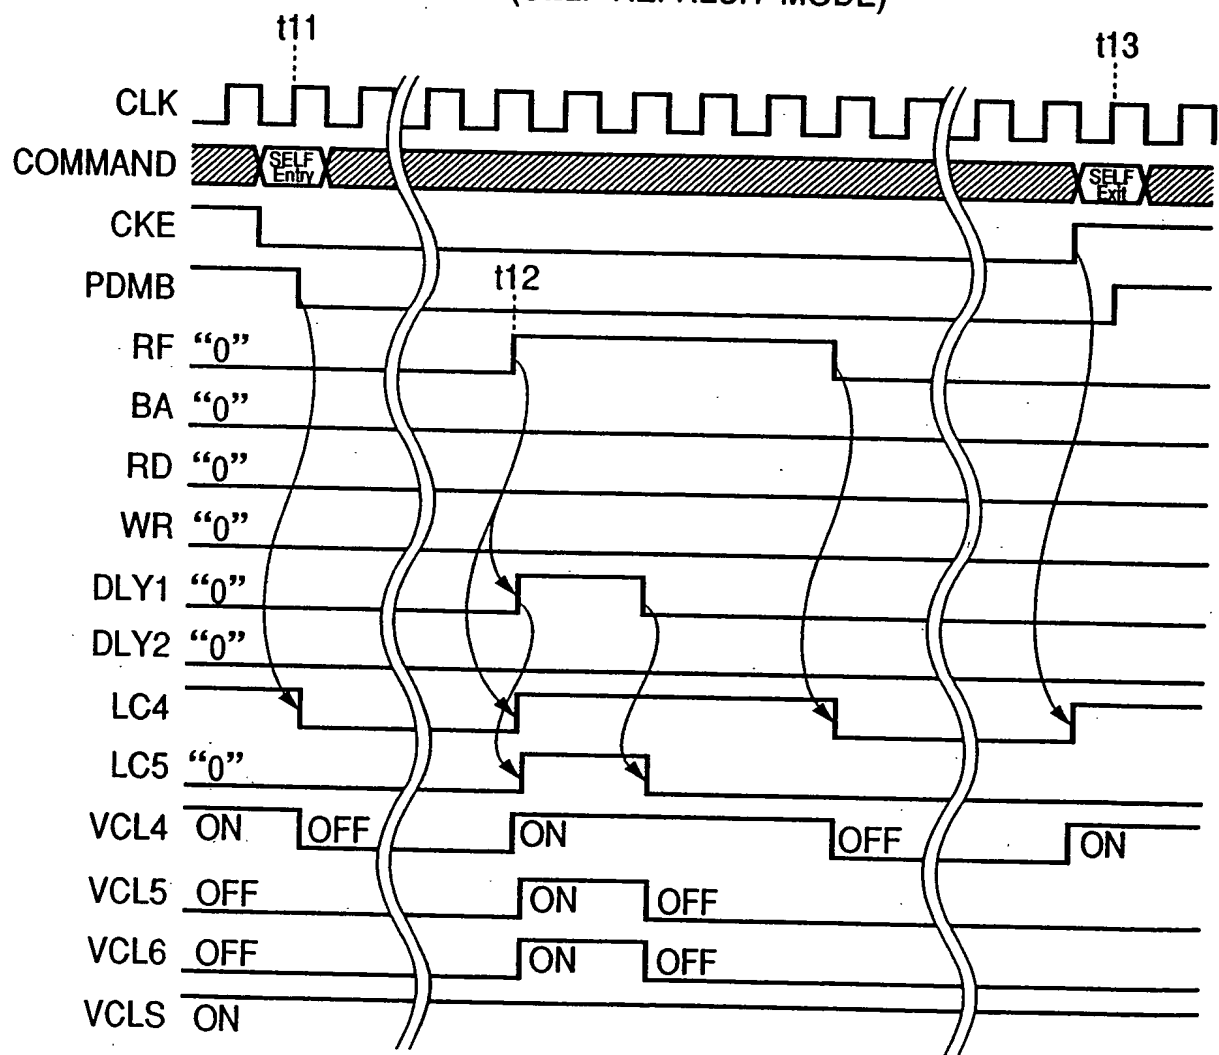 t11
t13
CLK
COMMAND SELF Entry SELF Exit
CKE
PDMB
t12
RF “0”
BA “0”
RD “0”
WR “0”
DLY1 “0”
DLY2 “0”
LC4
LC5 “0”
VCL4 ON OFF ON OFF ON
VCL5 OFF ON OFF
VCL6 OFF ON OFF
VCLS ON